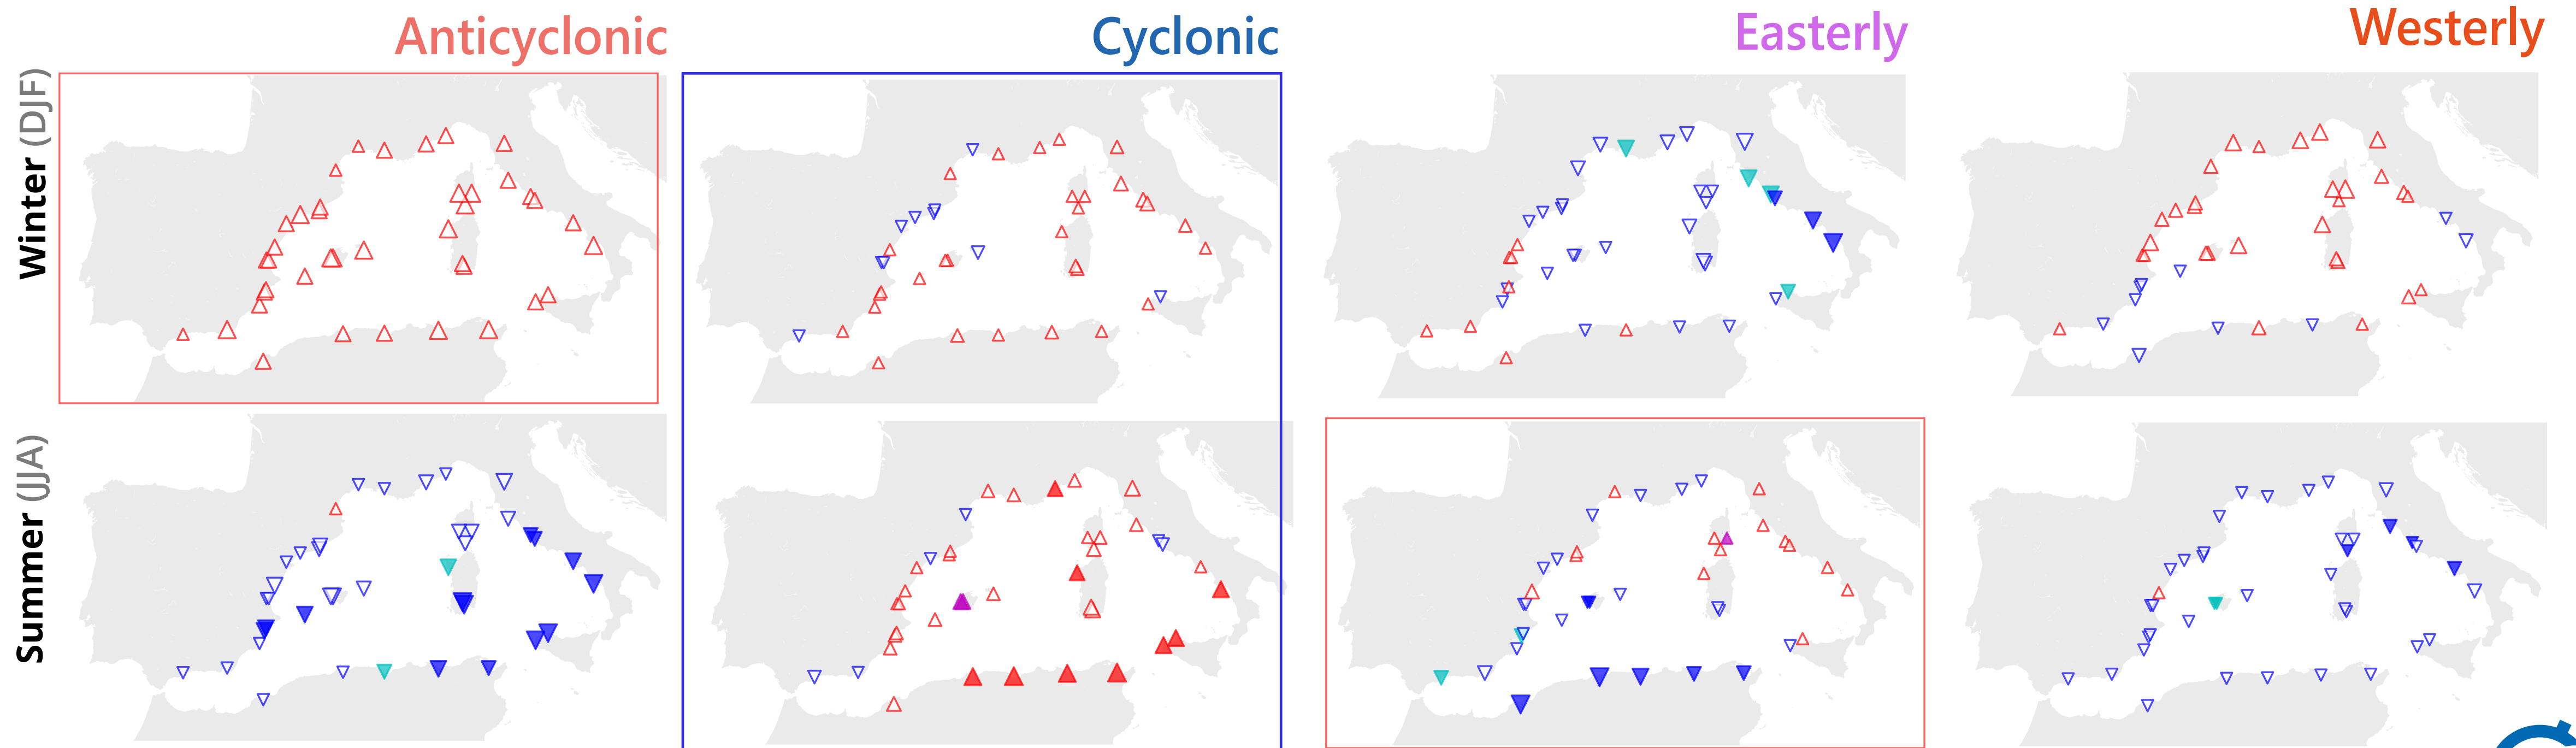 Anticyclonic
Cyclonic
Easterly
Westerly
Winter (DJF)
Summer (JJA)